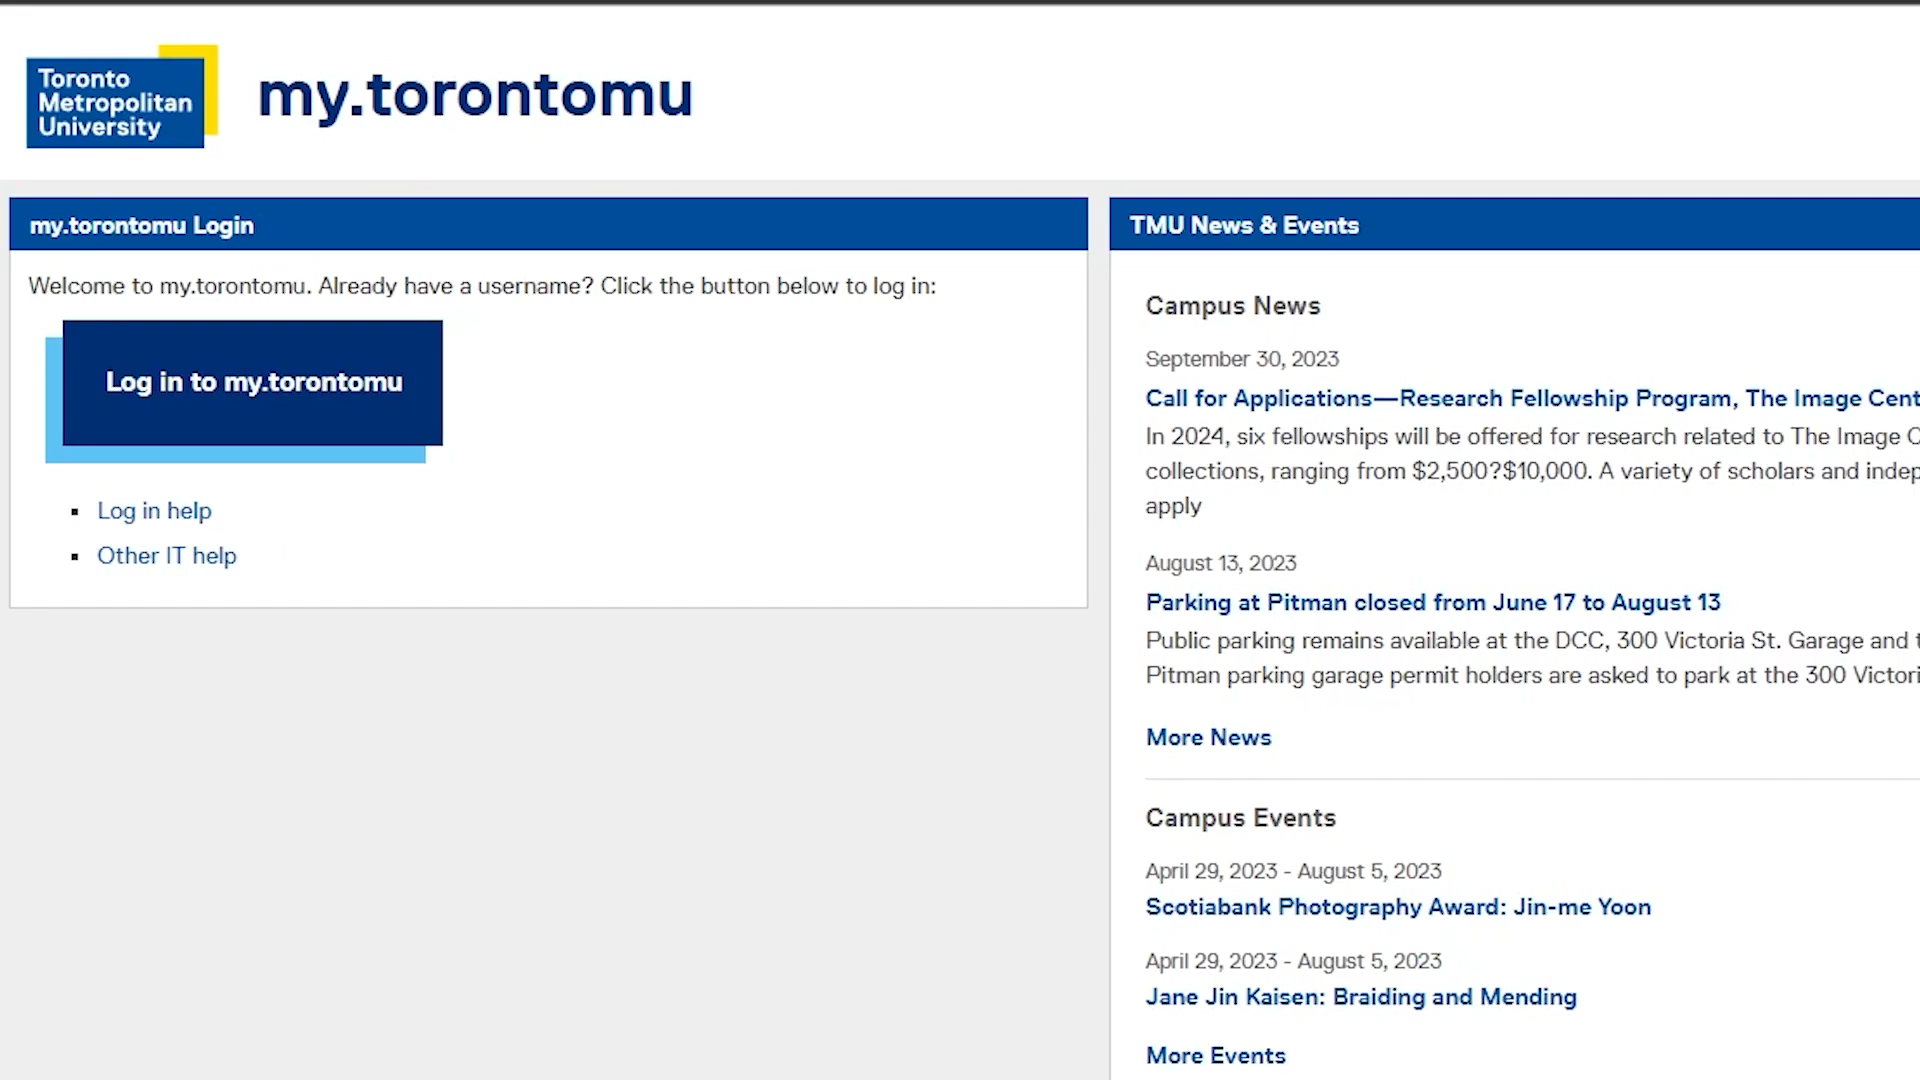 Toronto
Metropolitan
University
my.torontomu
my.torontomu Login
Welcome to my.torontomu. Already have a username? Click the button below to log in:
Log in to my.torontomu
Log in help
Other IT help
TMU News & Events
Campus News
September 30, 2023
Call for Applications—Research Fellowship Program, The Image
In 2024, six fellowships will be offered for research related to The Image
collections, ranging from $2,500?$10,000. A variety of scholars and
apply
August 13, 2023
Parking at Pitman closed from June 17 to August 13
Public parking remains available at the DCC, 300 Victoria St. Garage and
Pitman parking garage permit holders are asked to park at the 300
More News
Campus Events
April 29, 2023 - August 5, 2023
Scotiabank Photography Award: Jin-me Yoon
April 29, 2023 - August 5, 2023
Jane Jin Kaisen: Braiding and Mending
More Events